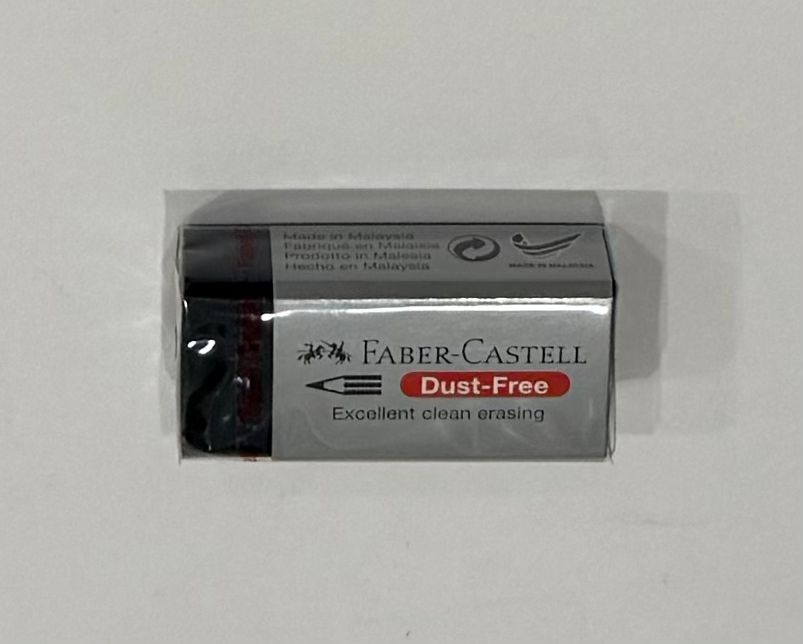 Made in Malaysia
Fabriqué en Malaisie
Prodotto in Malesia
Hecho en Malaysia
MADE IN MALAYSIA
FABER-CASTELL
Dust-Free
Excellent clean erasing